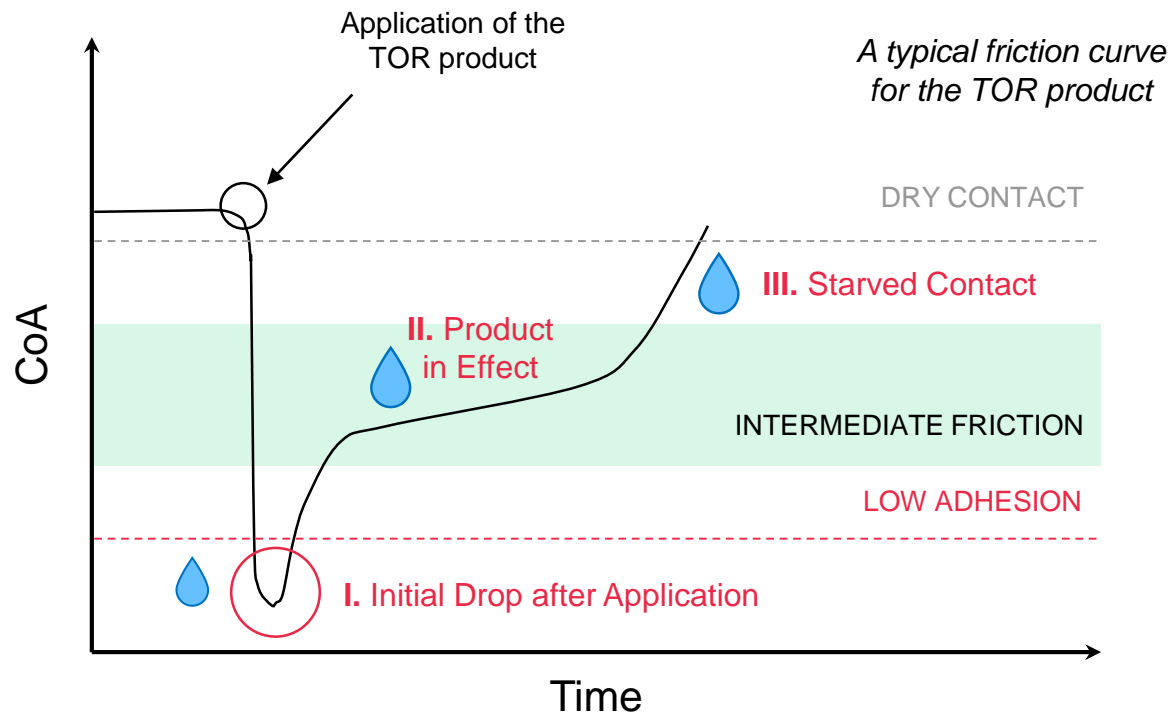 Application of the
TOR product
A typical friction curve
for the TOR product
DRY CONTACT
III. Starved Contact
II. Product
in Effect
CoA
INTERMEDIATE FRICTION
LOW ADHESION
I. Initial Drop after Application
Time